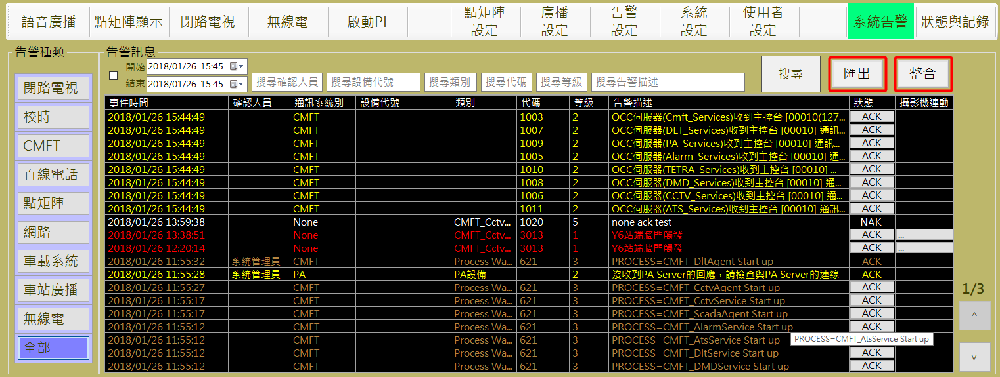 語音廣播 點矩陣顯示 閉路電視 無線電 啟動PI 點矩陣 設定 廣播 設定 告警 設定 系統 設定 使用者 設定 系統告警 狀態與記錄
告警種類
閉路電視
校時
CMFT
直線電話
點矩陣
網路
車載系統
車站廣播
無線電
全部
告警訊息
開始 2018/01/26 15:45
結束 2018/01/26 15:45 搜尋確認人員 搜尋設備代號 搜尋類別 搜尋代碼 搜尋等級 搜尋告警描述 搜尋 匯出 整合
事件時間 確認人員 通訊系統別 設備代號 類別 代碼 等級 告警描述 狀態 攝影機連動
2018/01/26 15:44:49 CMFT 1003 2 OCC伺服器(Cmft_Services)收到主控台 [00010(127... ACK
2018/01/26 15:44:49 CMFT 1007 2 OCC伺服器(DLT_Services)收到主控台 [00010] 通訊... ACK
2018/01/26 15:44:49 CMFT 1009 2 OCC伺服器(PA_Services)收到主控台 [00010] 通訊... ACK
2018/01/26 15:44:49 CMFT 1005 2 OCC伺服器(Alarm_Services)收到主控台 [00010] 通... ACK
2018/01/26 15:44:49 CMFT 1010 2 OCC伺服器(TETRA_Services)收到主控台 [00010] ... ACK
2018/01/26 15:44:49 CMFT 1008 2 OCC伺服器(DMD_Services)收到主控台 [00010] 通... ACK
2018/01/26 15:44:49 CMFT 1006 2 OCC伺服器(CCTV_Services)收到主控台 [00010] 通... ACK
2018/01/26 15:44:49 CMFT 1011 2 OCC伺服器(ATS_Services)收到主控台 [00010] 通訊... ACK
2018/01/26 13:59:38 None CMFT_Cctv... 1020 5 none ack test NAK
2018/01/26 13:38:51 None CMFT_Cctv... 3013 1 Y6站端牆門觸發 ACK ...
2018/01/26 12:20:14 None CMFT_Cctv... 3013 1 Y6站端牆門觸發 ACK ...
2018/01/26 11:55:32 系統管理員 CMFT Process Wa... 621 3 PROCESS=CMFT_DltAgent Start up ACK
2018/01/26 11:55:28 系統管理員 PA PA設備 2 沒收到PA Server的回應，請檢查與PA Server的連線 ACK
2018/01/26 11:55:27 CMFT Process Wa... 621 3 PROCESS=CMFT_CctvAgent Start up ACK
2018/01/26 11:55:17 CMFT Process Wa... 621 3 PROCESS=CMFT_CctvService Start up ACK
2018/01/26 11:55:17 CMFT Process Wa... 621 3 PROCESS=CMFT_ScadaAgent Start up ACK
2018/01/26 11:55:12 CMFT Process Wa... 621 3 PROCESS=CMFT_AlarmService Start up ACK
2018/01/26 11:55:12 CMFT Process Wa... 621 3 PROCESS=CMFT_AtsService Start up PROCESS=CMFT_AtsService Start up
2018/01/26 11:55:12 CMFT Process Wa... 621 3 PROCESS=CMFT_DltService Start up ACK
2018/01/26 11:55:12 CMFT Process Wa... 621 3 PROCESS=CMFT_DMDService Start up ACK
1/3
^
v